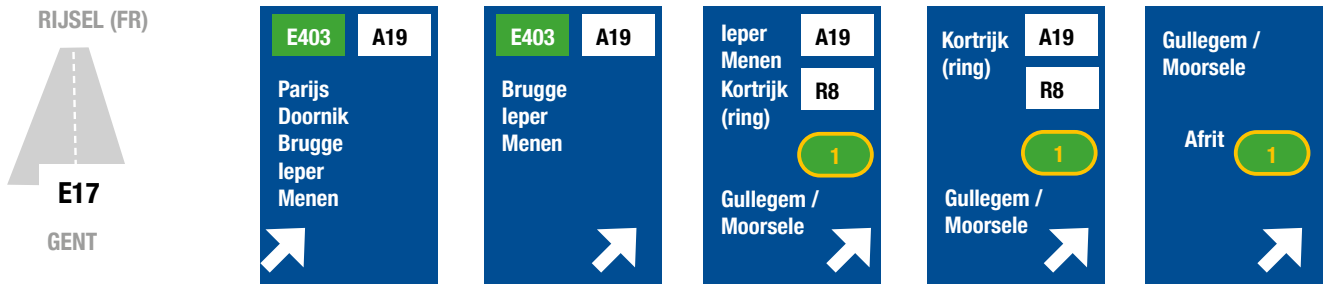 RIJSEL (FR)
E17
GENT
E403 A19
Parijs
Doornik
Brugge
Ieper
Menen
E403 A19
Brugge
Ieper
Menen
Ieper A19
Menen
Kortrijk R8
(ring)
1
Gullegem /
Moorsele
Kortrijk A19
(ring)
R8
1
Gullegem /
Moorsele
Gullegem /
Moorsele
Afrit 1